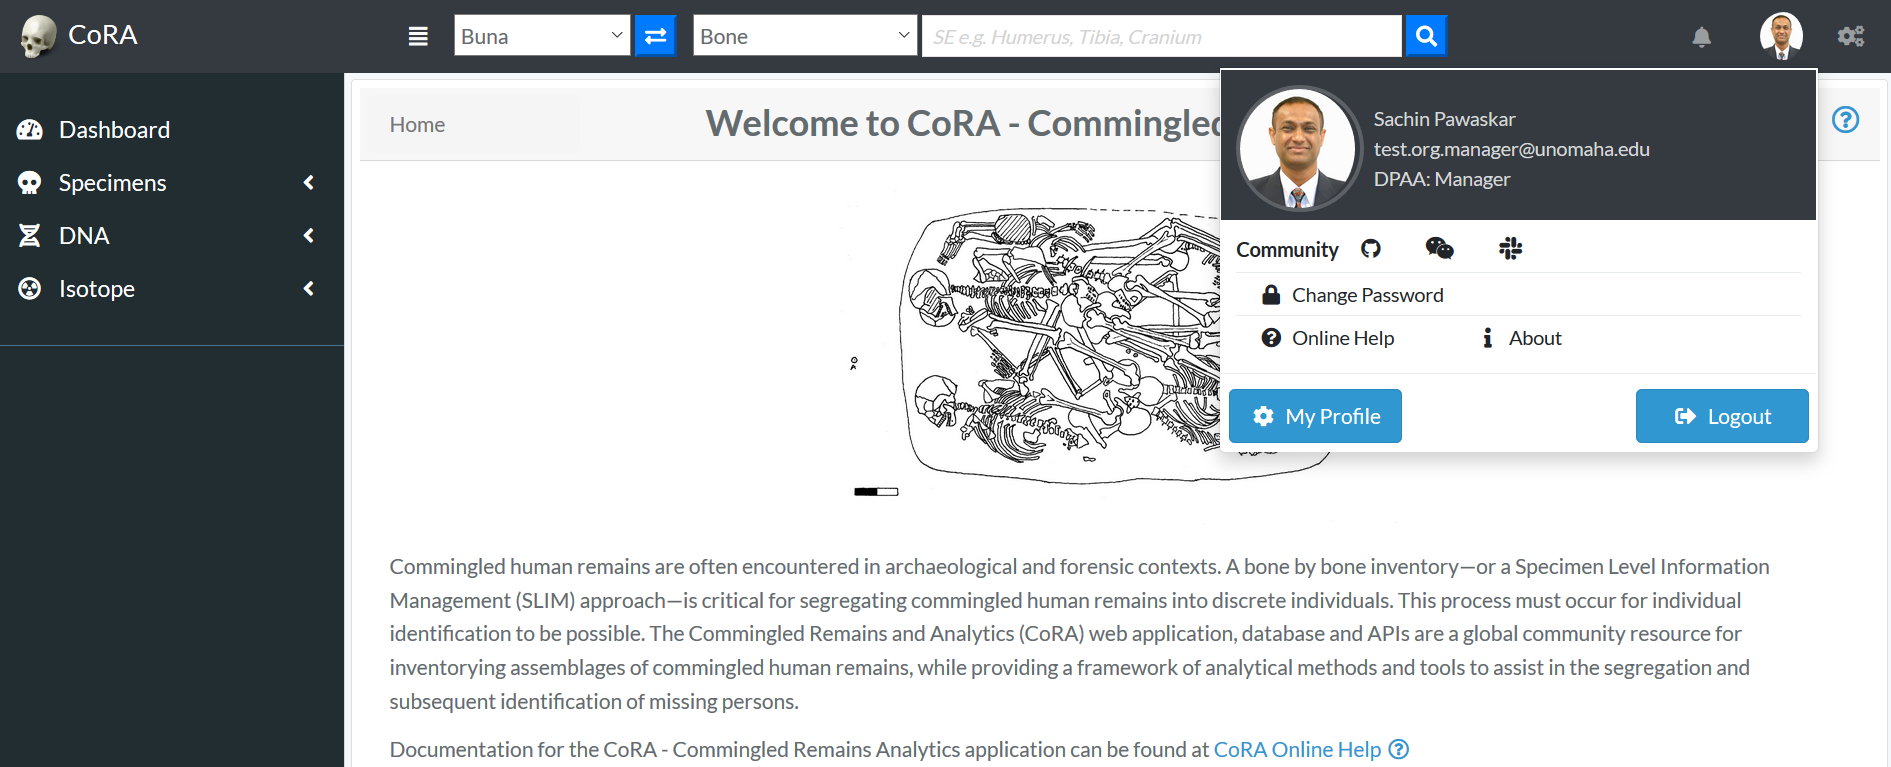 CoRA
Buna
Bone
SE e.g. Humerus, Tibia, Cranium
Dashboard
Specimens
DNA
Isotope
Home
Welcome to CoRA - Commingled
Sachin Pawaskar
test.org.manager@unomaha.edu
DPAA: Manager
Community
Change Password
Online Help
About
My Profile
Logout
Commingled human remains are often encountered in archaeological and forensic contexts. A bone by bone inventory—or a Specimen Level Information
Management (SLIM) approach—is critical for segregating commingled human remains into discrete individuals. This process must occur for individual
identification to be possible. The Commingled Remains and Analytics (CoRA) web application, database and APIs are a global community resource for
inventorying assemblages of commingled human remains, while providing a framework of analytical methods and tools to assist in the segregation and
subsequent identification of missing persons.
Documentation for the CoRA - Commingled Remains Analytics application can be found at CoRA Online Help